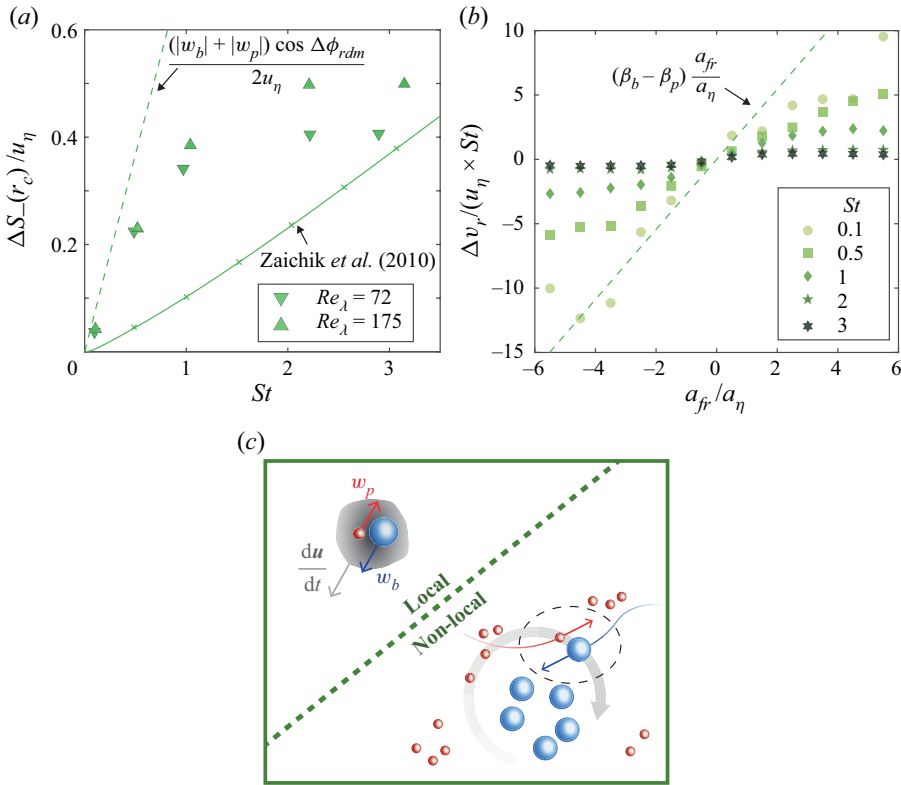 (a)
0.6
0.4
0.2
0
0
1
2
3
ΔS−(r_c)/u_η
St
(|w_b| + |w_p|) cos Δϕ_rdm
2u_η
Zaichik et al. (2010)
Re_λ = 72
Re_λ = 175
(b)
10
5
0
−5
−10
−15
−6
−4
−2
0
2
4
6
Δv_r/(u_η × St)
a_fr/a_η
(β_b − β_p) a_fr
a_η
St
0.1
0.5
1
2
3
(c)
w_p
w_b
du
dt
Local
Non-local